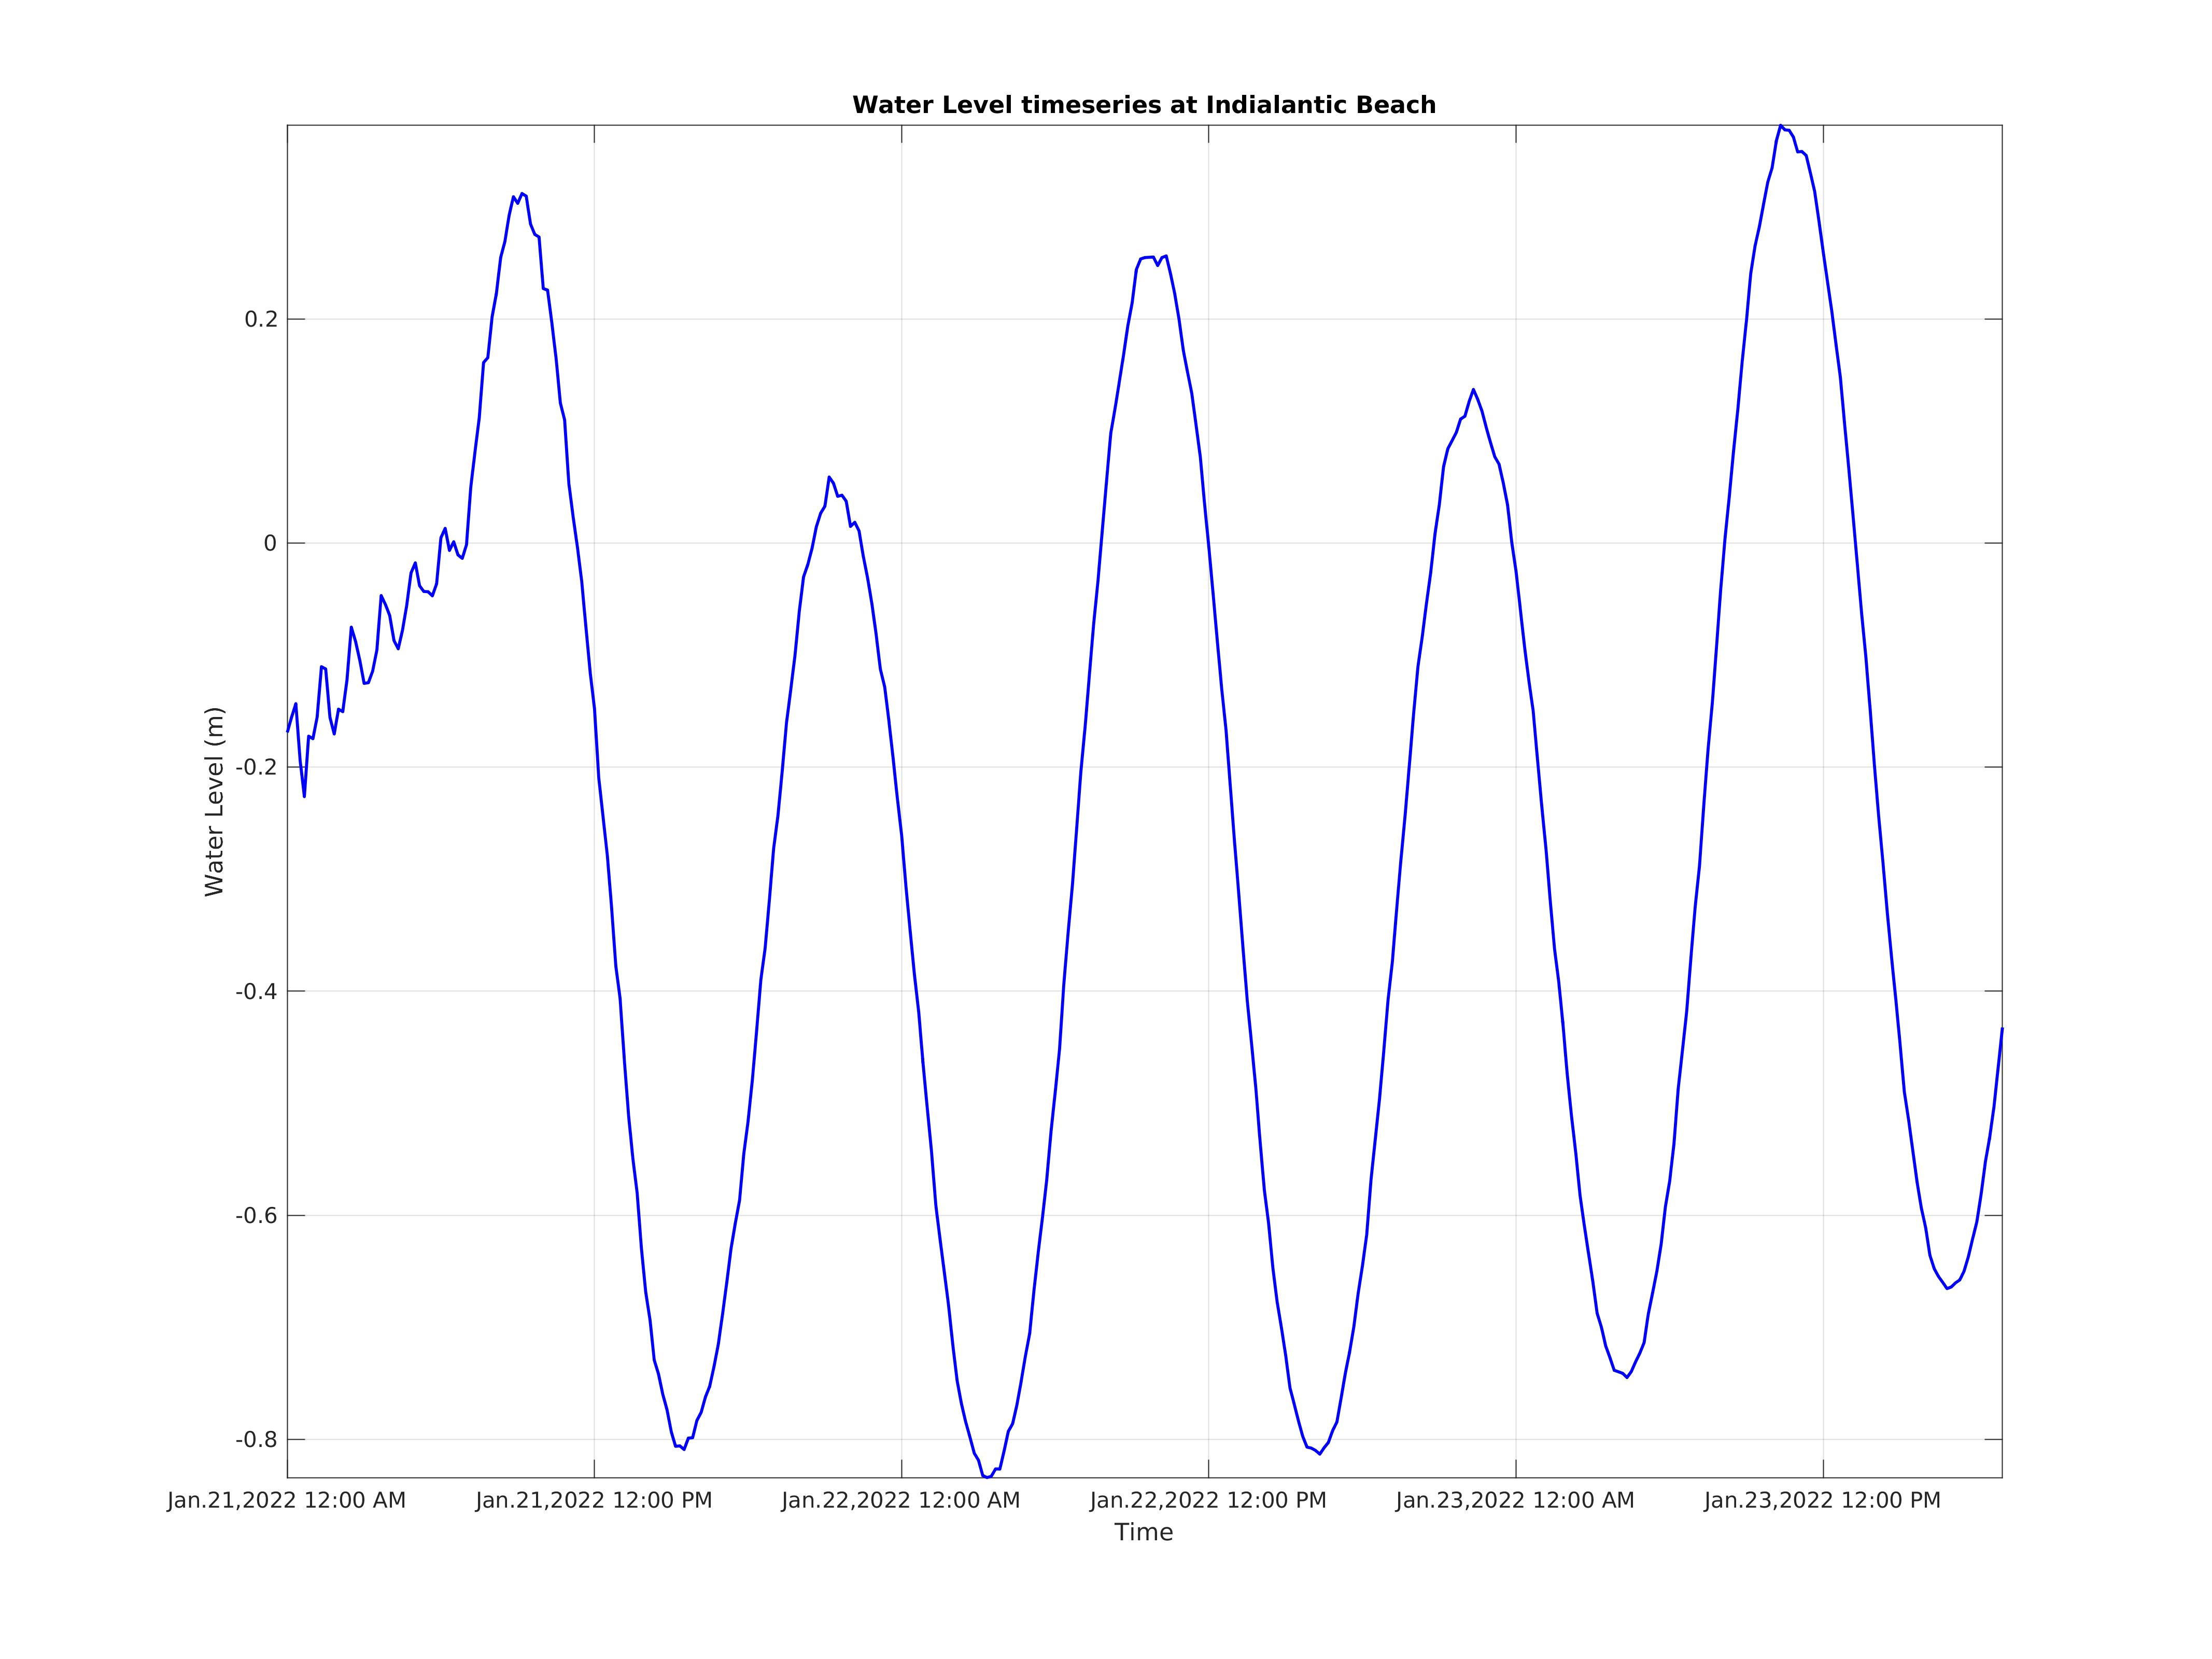 Water Level timeseries at Indialantic Beach
0.2
0
-0.2
-0.4
-0.6
-0.8
Water Level (m)
Jan.21,2022 12:00 AM
Jan.21,2022 12:00 PM
Jan.22,2022 12:00 AM
Jan.22,2022 12:00 PM
Jan.23,2022 12:00 AM
Jan.23,2022 12:00 PM
Time